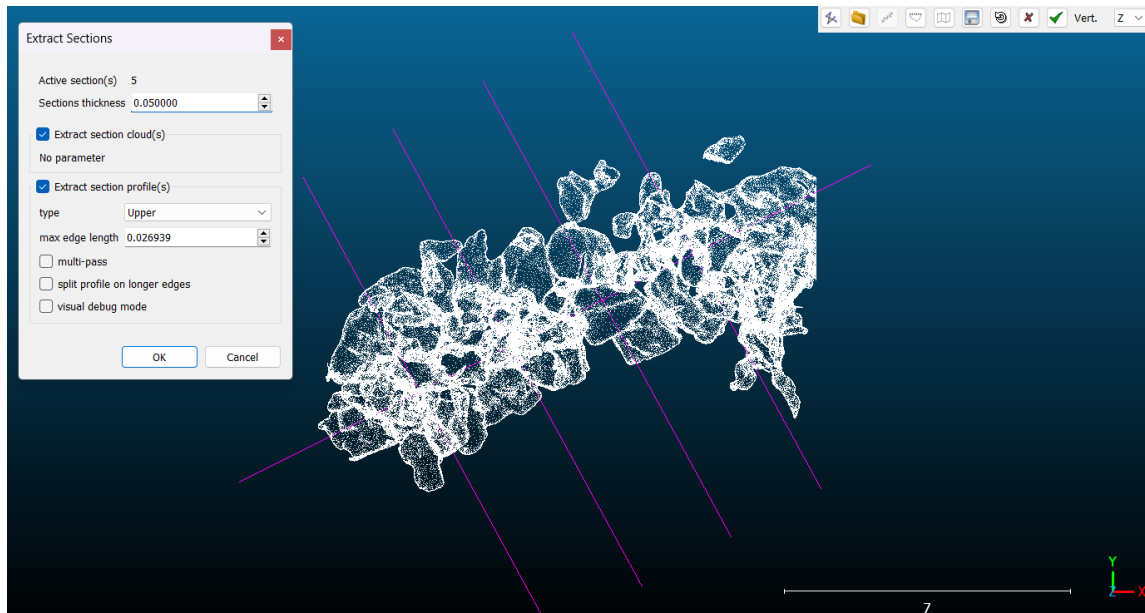 Extract Sections
Vert. Z
Active section(s) 5
Sections thickness 0.050000
Extract section cloud(s)
No parameter
Extract section profile(s)
type Upper
max edge length 0.026939
multi-pass
split profile on longer edges
visual debug mode
OK Cancel
Y
Z X
7